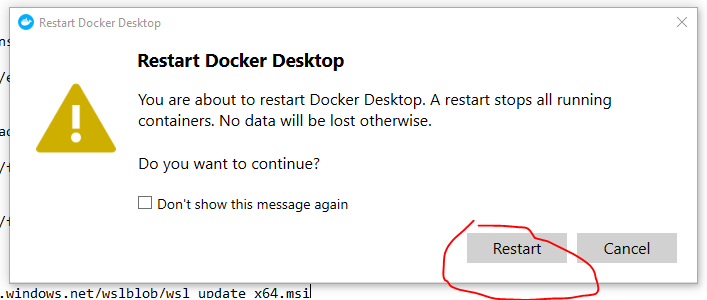 Restart Docker Desktop
Restart Docker Desktop
You are about to restart Docker Desktop. A restart stops all running
containers. No data will be lost otherwise.
Do you want to continue?
Don't show this message again
Restart Cancel
.windows.net/wslblob/wsl_update_x64.msi